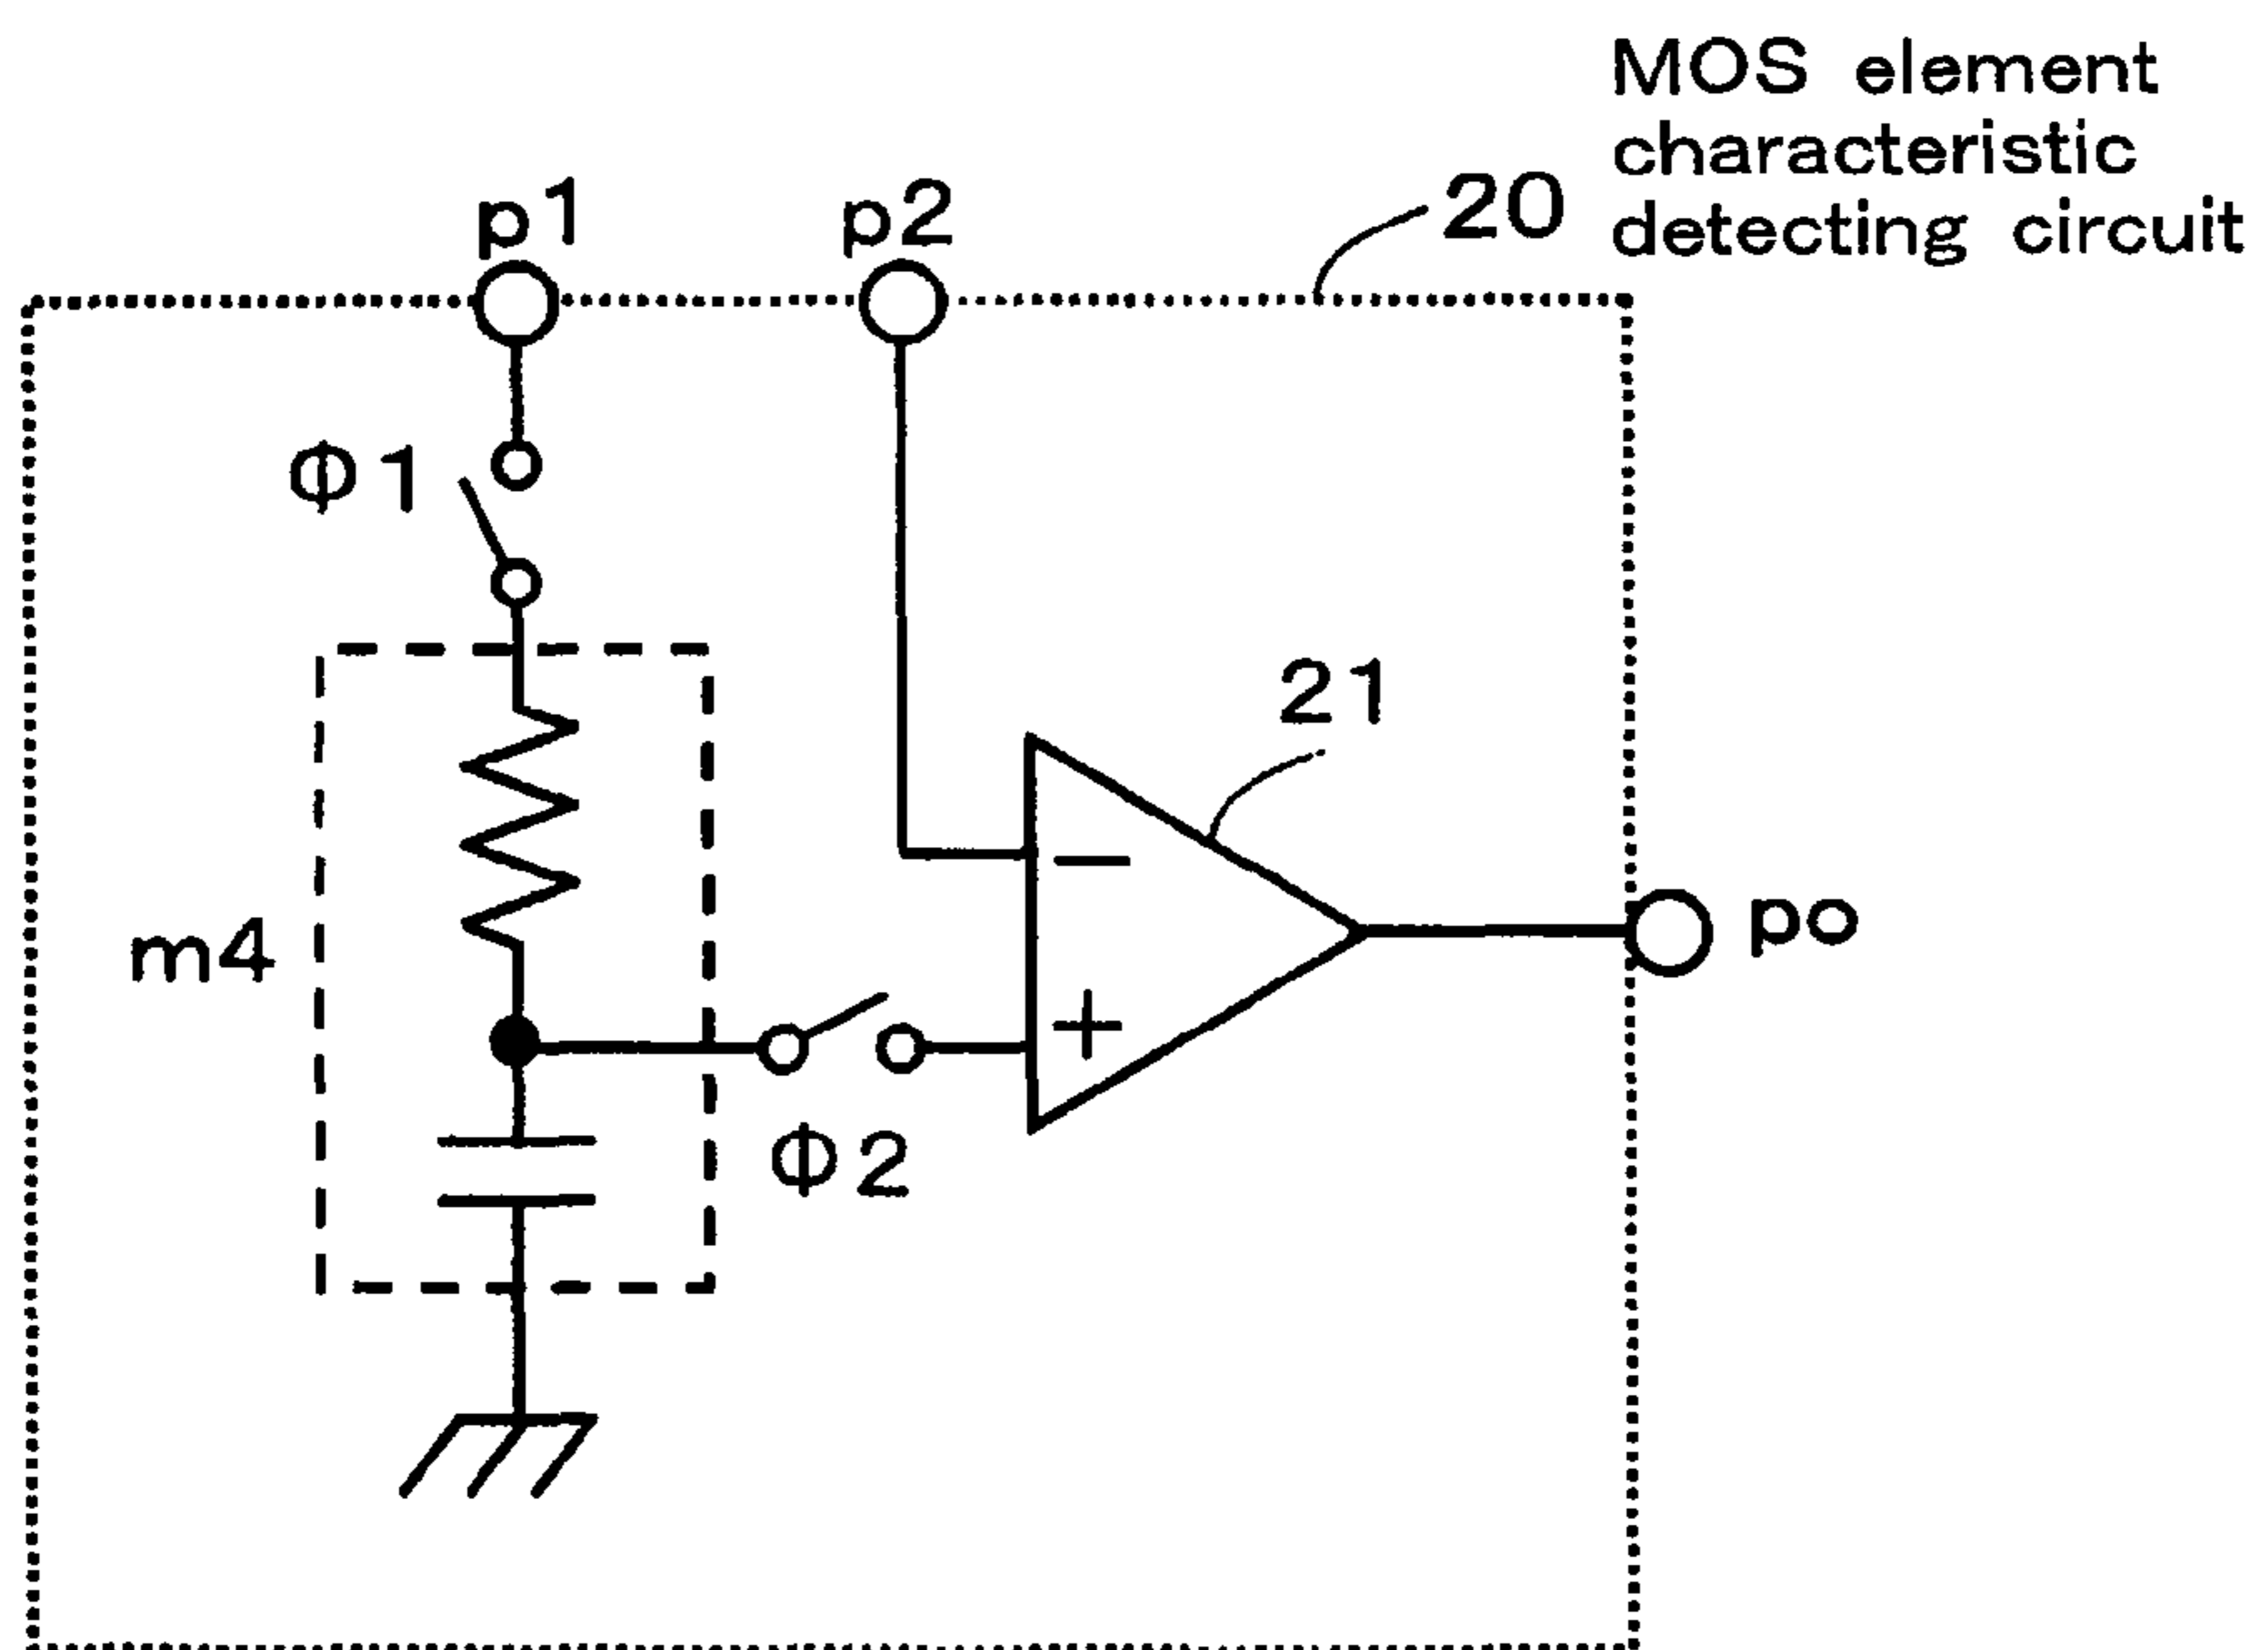 MOS element
characteristic
detecting circuit
20
p1
p2
Φ1
21
−
m4
po
+
Φ2